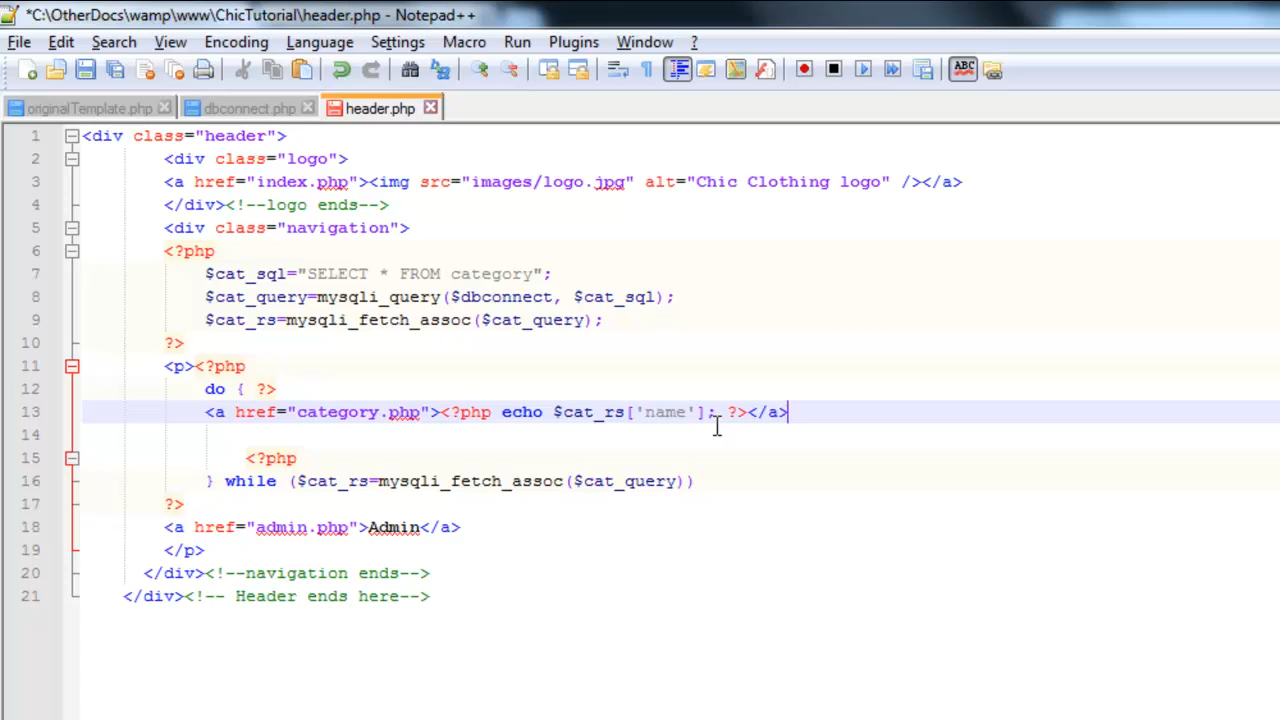 *C:\OtherDocs\wamp\www\ChicTutorial\header.php - Notepad++
File Edit Search View Encoding Language Settings Macro Run Plugins Window ?
ABC
originalTemplate.php dbconnect.php header.php
1 <div class="header">
2 <div class="logo">
3 <a href="index.php"><img src="images/logo.jpg" alt="Chic Clothing logo" /></a>
4 </div><!--logo ends-->
5 <div class="navigation">
6 <?php
7 $cat_sql="SELECT * FROM category";
8 $cat_query=mysqli_query($dbconnect, $cat_sql);
9 $cat_rs=mysqli_fetch_assoc($cat_query);
10 ?>
11 <p><?php
12 do { ?>
13 <a href="category.php"><?php echo $cat_rs['name']; ?></a>
14
15 <?php
16 } while ($cat_rs=mysqli_fetch_assoc($cat_query))
17 ?>
18 <a href="admin.php">Admin</a>
19 </p>
20 </div><!--navigation ends-->
21 </div><!-- Header ends here-->